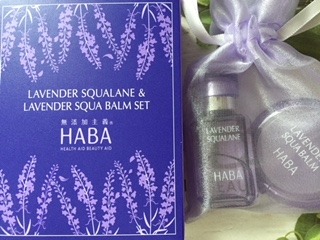 LAVENDER SQUALANE &
LAVENDER SQUA BALM SET
無添加主義®
HABA
HEALTH AID BEAUTY AID
LAVENDER
SQUALANE
HABA
LAVENDER
SQUA BALM
HABA